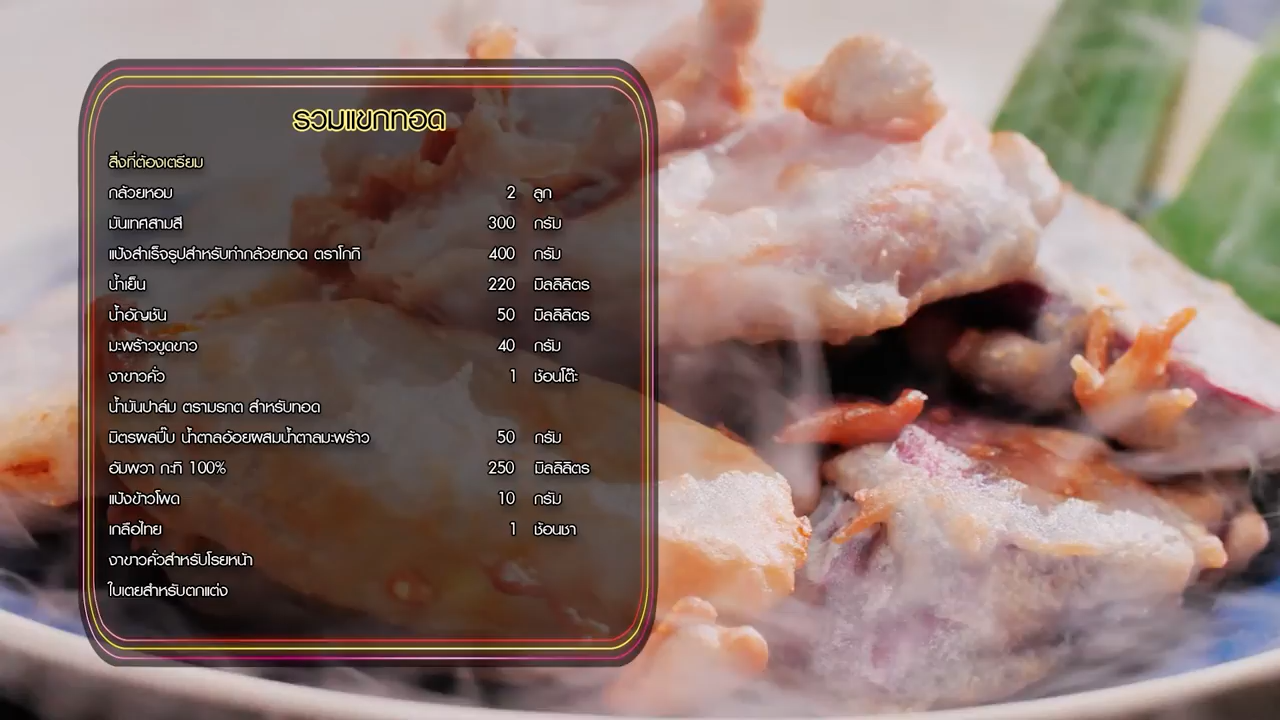 รวมแขกทอด
สิ่งที่ต้องเตรียม
กล้วยหอม 2 ลูก
มันเทศสามสี 300 กรัม
แป้งสำเร็จรูปสำหรับทำกล้วยทอด ตราโกกิ 400 กรัม
น้ำเย็น 220 มิลลิลิตร
น้ำอัญชัน 50 มิลลิลิตร
มะพร้าวขูดขาว 40 กรัม
งาขาวคั่ว 1 ช้อนโต๊ะ
น้ำมันปาล์ม ตรามรกต สำหรับทอด
มิตรผลปิ๊บ น้ำตาลอ้อยผสมน้ำตาลมะพร้าว 50 กรัม
อัมพวา กะทิ 100% 250 มิลลิลิตร
แป้งข้าวโพด 10 กรัม
เกลือไทย 1 ช้อนชา
งาขาวคั่วสำหรับโรยหน้า
ใบเตยสำหรับตกแต่ง